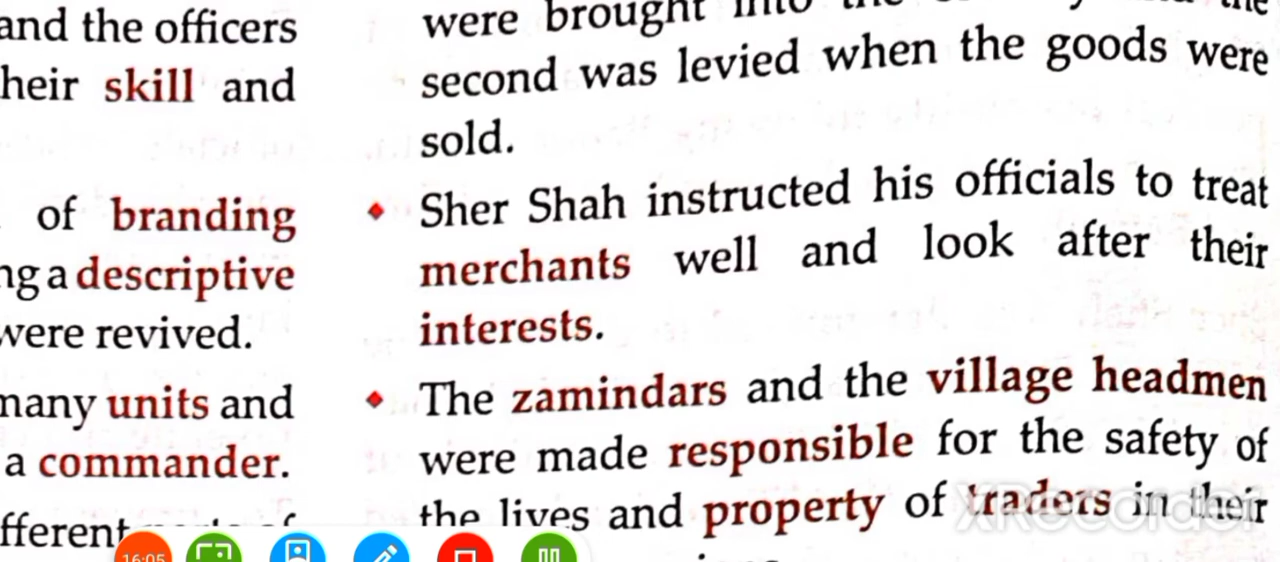 and the officers
heir skill and
of branding
ng a descriptive
were revived.
many units and
a commander.
fferent
were brought into the
second was levied when the goods were
sold.
Sher Shah instructed his officials to treat
merchants well and look after their
interests.
The zamindars and the village headmen
were made responsible for the safety of
the lives and property of traders in their
XRecorder
16:05